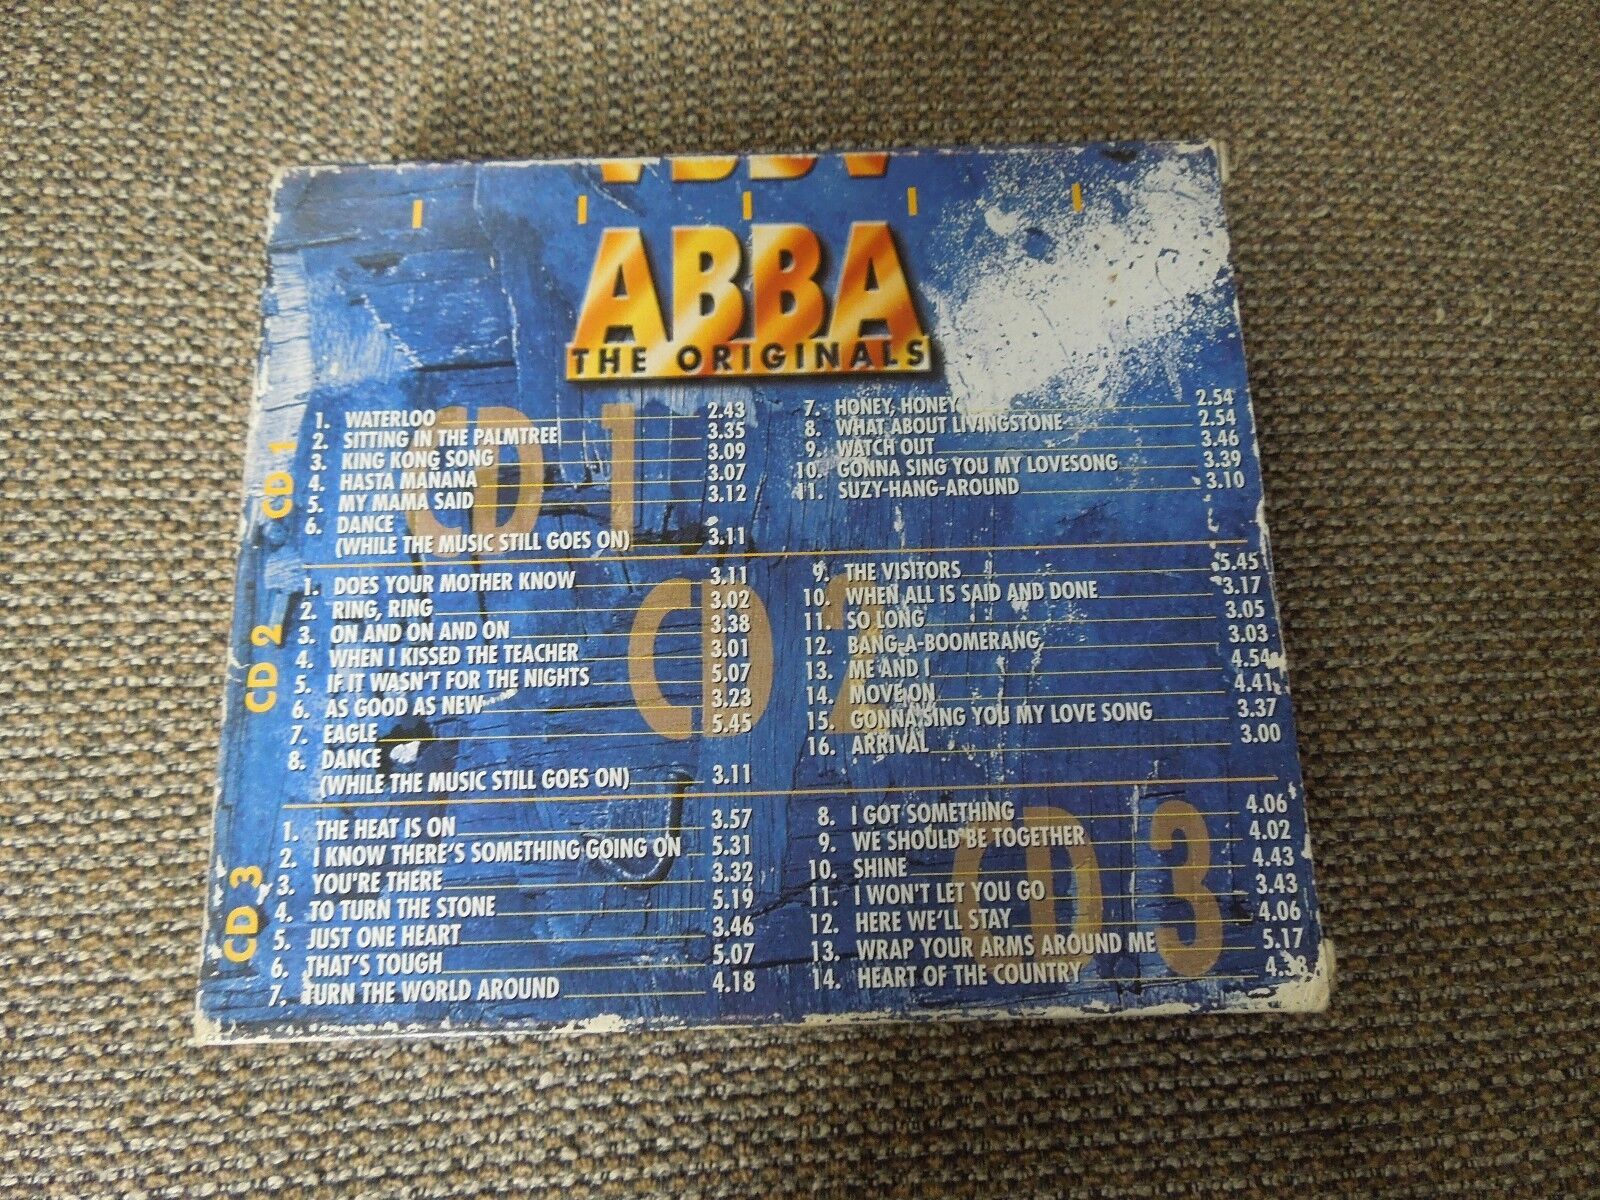 ABBA
THE ORIGINALS
CD 1
1. WATERLOO 2.43
2. SITTING IN THE PALMTREE 3.35
3. KING KONG SONG 3.09
4. HASTA MAÑANA 3.07
5. MY MAMA SAID 3.12
6. DANCE
(WHILE THE MUSIC STILL GOES ON) 3.11
7. HONEY, HONEY 2.54
8. WHAT ABOUT LIVINGSTONE 2.54
9. WATCH OUT 3.46
10. GONNA SING YOU MY LOVESONG 3.39
11. SUZY-HANG-AROUND 3.10
CD 1
CD 2
1. DOES YOUR MOTHER KNOW 3.11
2. RING, RING 3.02
3. ON AND ON AND ON 3.38
4. WHEN I KISSED THE TEACHER 3.01
5. IF IT WASN'T FOR THE NIGHTS 5.07
6. AS GOOD AS NEW 3.23
7. EAGLE 5.45
8. DANCE
(WHILE THE MUSIC STILL GOES ON) 3.11
9. THE VISITORS 5.45
10. WHEN ALL IS SAID AND DONE 3.17
11. SO LONG 3.05
12. BANG-A-BOOMERANG 3.03
13. ME AND I 4.54
14. MOVE ON 4.41
15. GONNA SING YOU MY LOVE SONG 3.37
16. ARRIVAL 3.00
CD 2
CD 3
1. THE HEAT IS ON 3.57
2. I KNOW THERE'S SOMETHING GOING ON 5.31
3. YOU'RE THERE 3.32
4. TO TURN THE STONE 5.19
5. JUST ONE HEART 3.46
6. THAT'S TOUGH 5.07
7. TURN THE WORLD AROUND 4.18
8. I GOT SOMETHING 4.06
9. WE SHOULD BE TOGETHER 4.02
10. SHINE 4.43
11. I WON'T LET YOU GO 3.43
12. HERE WE'LL STAY 4.06
13. WRAP YOUR ARMS AROUND ME 5.17
14. HEART OF THE COUNTRY 4.38
CD 3